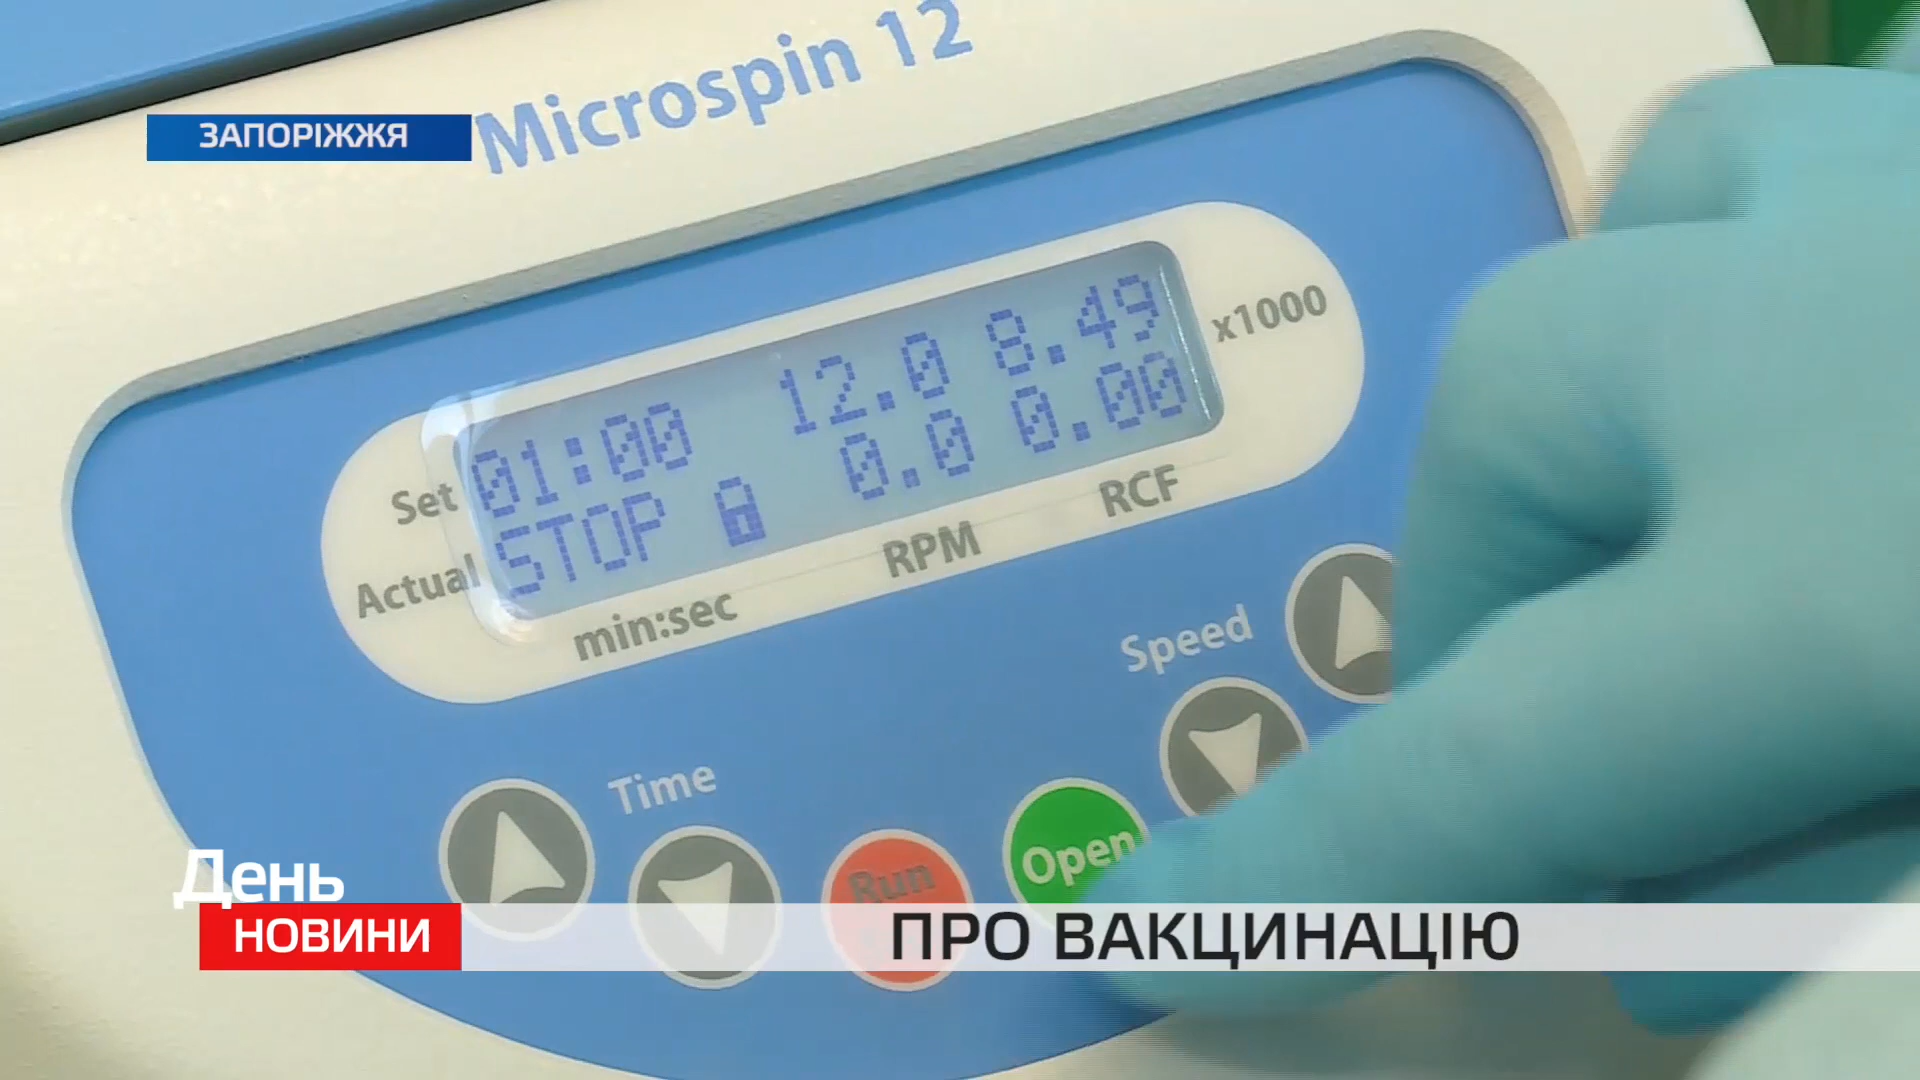 Microspin 12
ЗАПОРІЖЖЯ
x1000
Set 01:00 12.0 8.49
Actual STOP 0.0 0.00
min:sec RPM RCF
Speed
Time
Run
Open
День
НОВИНИ
ПРО ВАКЦИНАЦІЮ